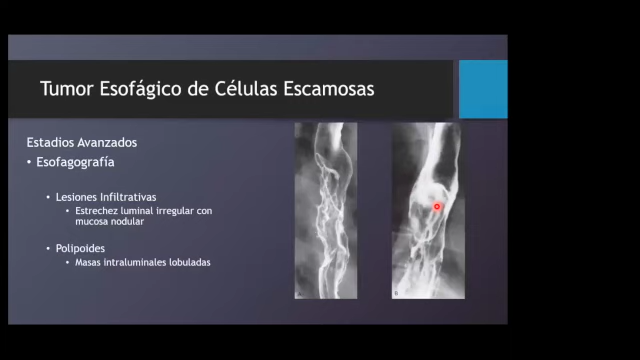 Tumor Esofágico de Células Escamosas
Estadios Avanzados
• Esofagografía
• Lesiones Infiltrativas
• Estrechez luminal irregular con
mucosa nodular
• Polipoides
• Masas intraluminales lobuladas